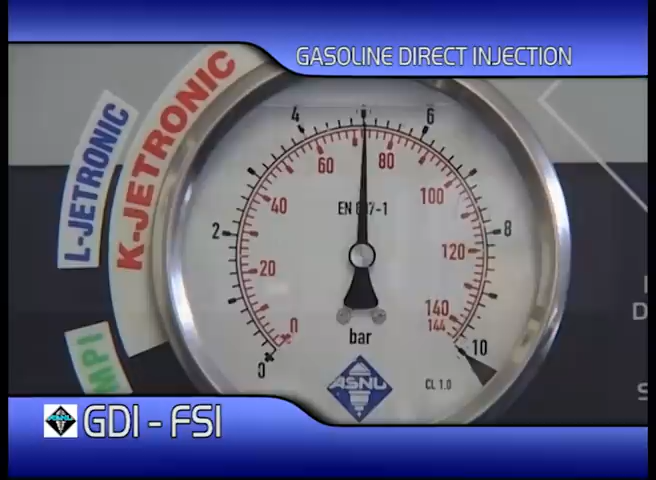 GASOLINE DIRECT INJECTION
L-JETRONIC
K-JETRONIC
MPI
4
6
60
80
40
100
EN 837-1
2
8
20
120
0
140
144
0
10
bar
ASNU
CL 1.0
ASNU
GDI - FSI